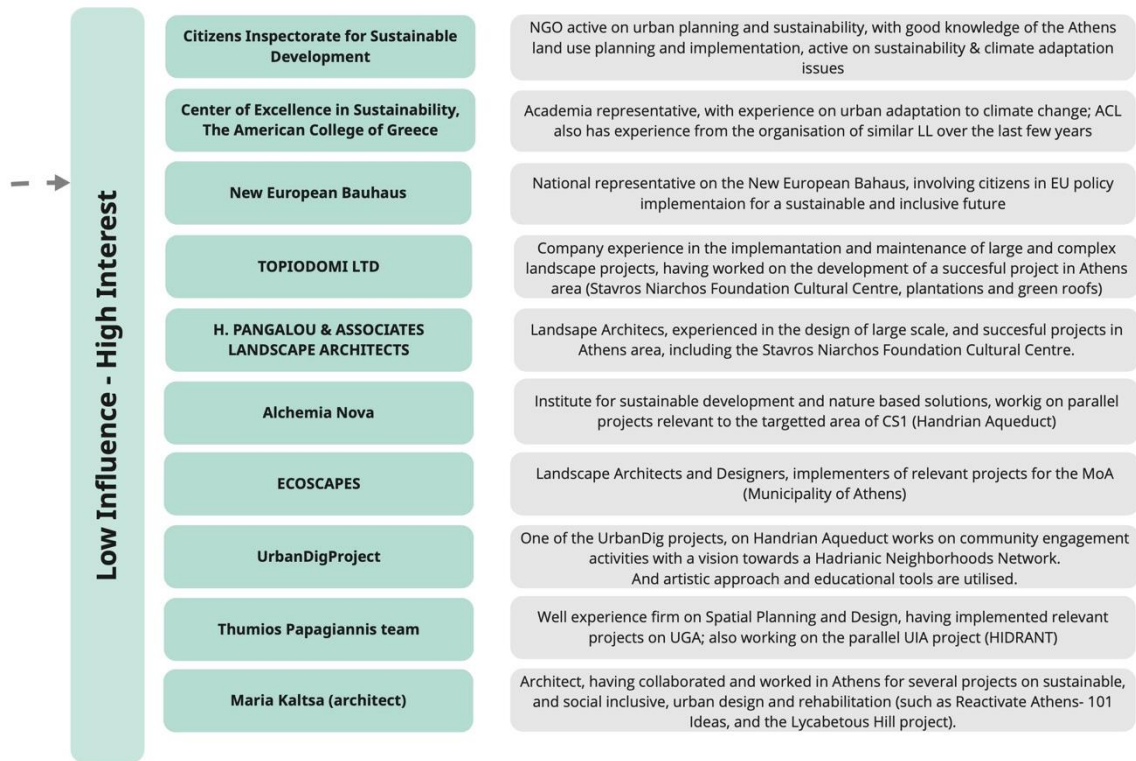 Low Influence - High Interest
Citizens Inspectorate for Sustainable
Development
NGO active on urban planning and sustainability, with good knowledge of the Athens
land use planning and implementation, active on sustainability & climate adaptation
issues
Center of Excellence in Sustainability,
The American College of Greece
Academia representative, with experience on urban adaptation to climate change; ACL
also has experience from the organisation of similar LL over the last few years
New European Bauhaus
National representative on the New European Bahaus, involving citizens in EU policy
implementaion for a sustainable and inclusive future
TOPIODOMI LTD
Company experience in the implemantation and maintenance of large and complex
landscape projects, having worked on the development of a succesful project in Athens
area (Stavros Niarchos Foundation Cultural Centre, plantations and green roofs)
H. PANGALOU & ASSOCIATES
LANDSCAPE ARCHITECTS
Landsape Architecs, experienced in the design of large scale, and succesful projects in
Athens area, including the Stavros Niarchos Foundation Cultural Centre.
Alchemia Nova
Institute for sustainable development and nature based solutions, workig on parallel
projects relevant to the targetted area of CS1 (Handrian Aqueduct)
ECOSCAPES
Landscape Architects and Designers, implementers of relevant projects for the MoA
(Municipality of Athens)
UrbanDigProject
One of the UrbanDig projects, on Handrian Aqueduct works on community engagement
activities with a vision towards a Hadrianic Neighborhoods Network.
And artistic approach and educational tools are utilised.
Thumios Papagiannis team
Well experience firm on Spatial Planning and Design, having implemented relevant
projects on UGA; also working on the parallel UIA project (HIDRANT)
Maria Kaltsa (architect)
Architect, having collaborated and worked in Athens for several projects on sustainable,
and social inclusive, urban design and rehabilitation (such as Reactivate Athens- 101
Ideas, and the Lycabetous Hill project).